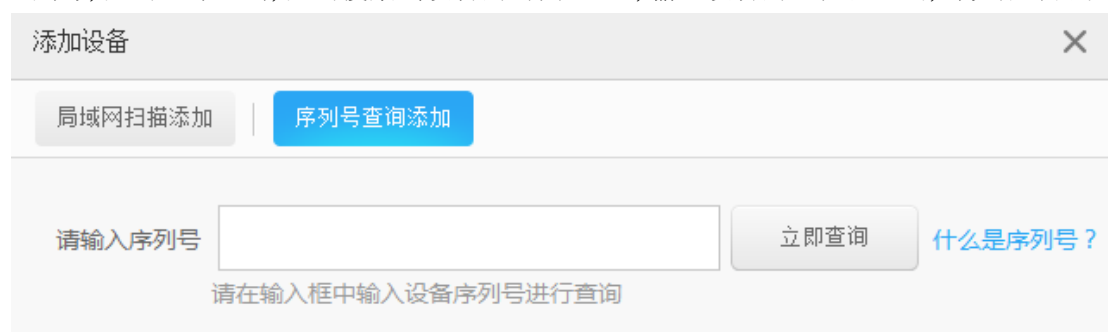 添加设备
局域网扫描添加 序列号查询添加
请输入序列号 立即查询 什么是序列号？
请在输入框中输入设备序列号进行查询